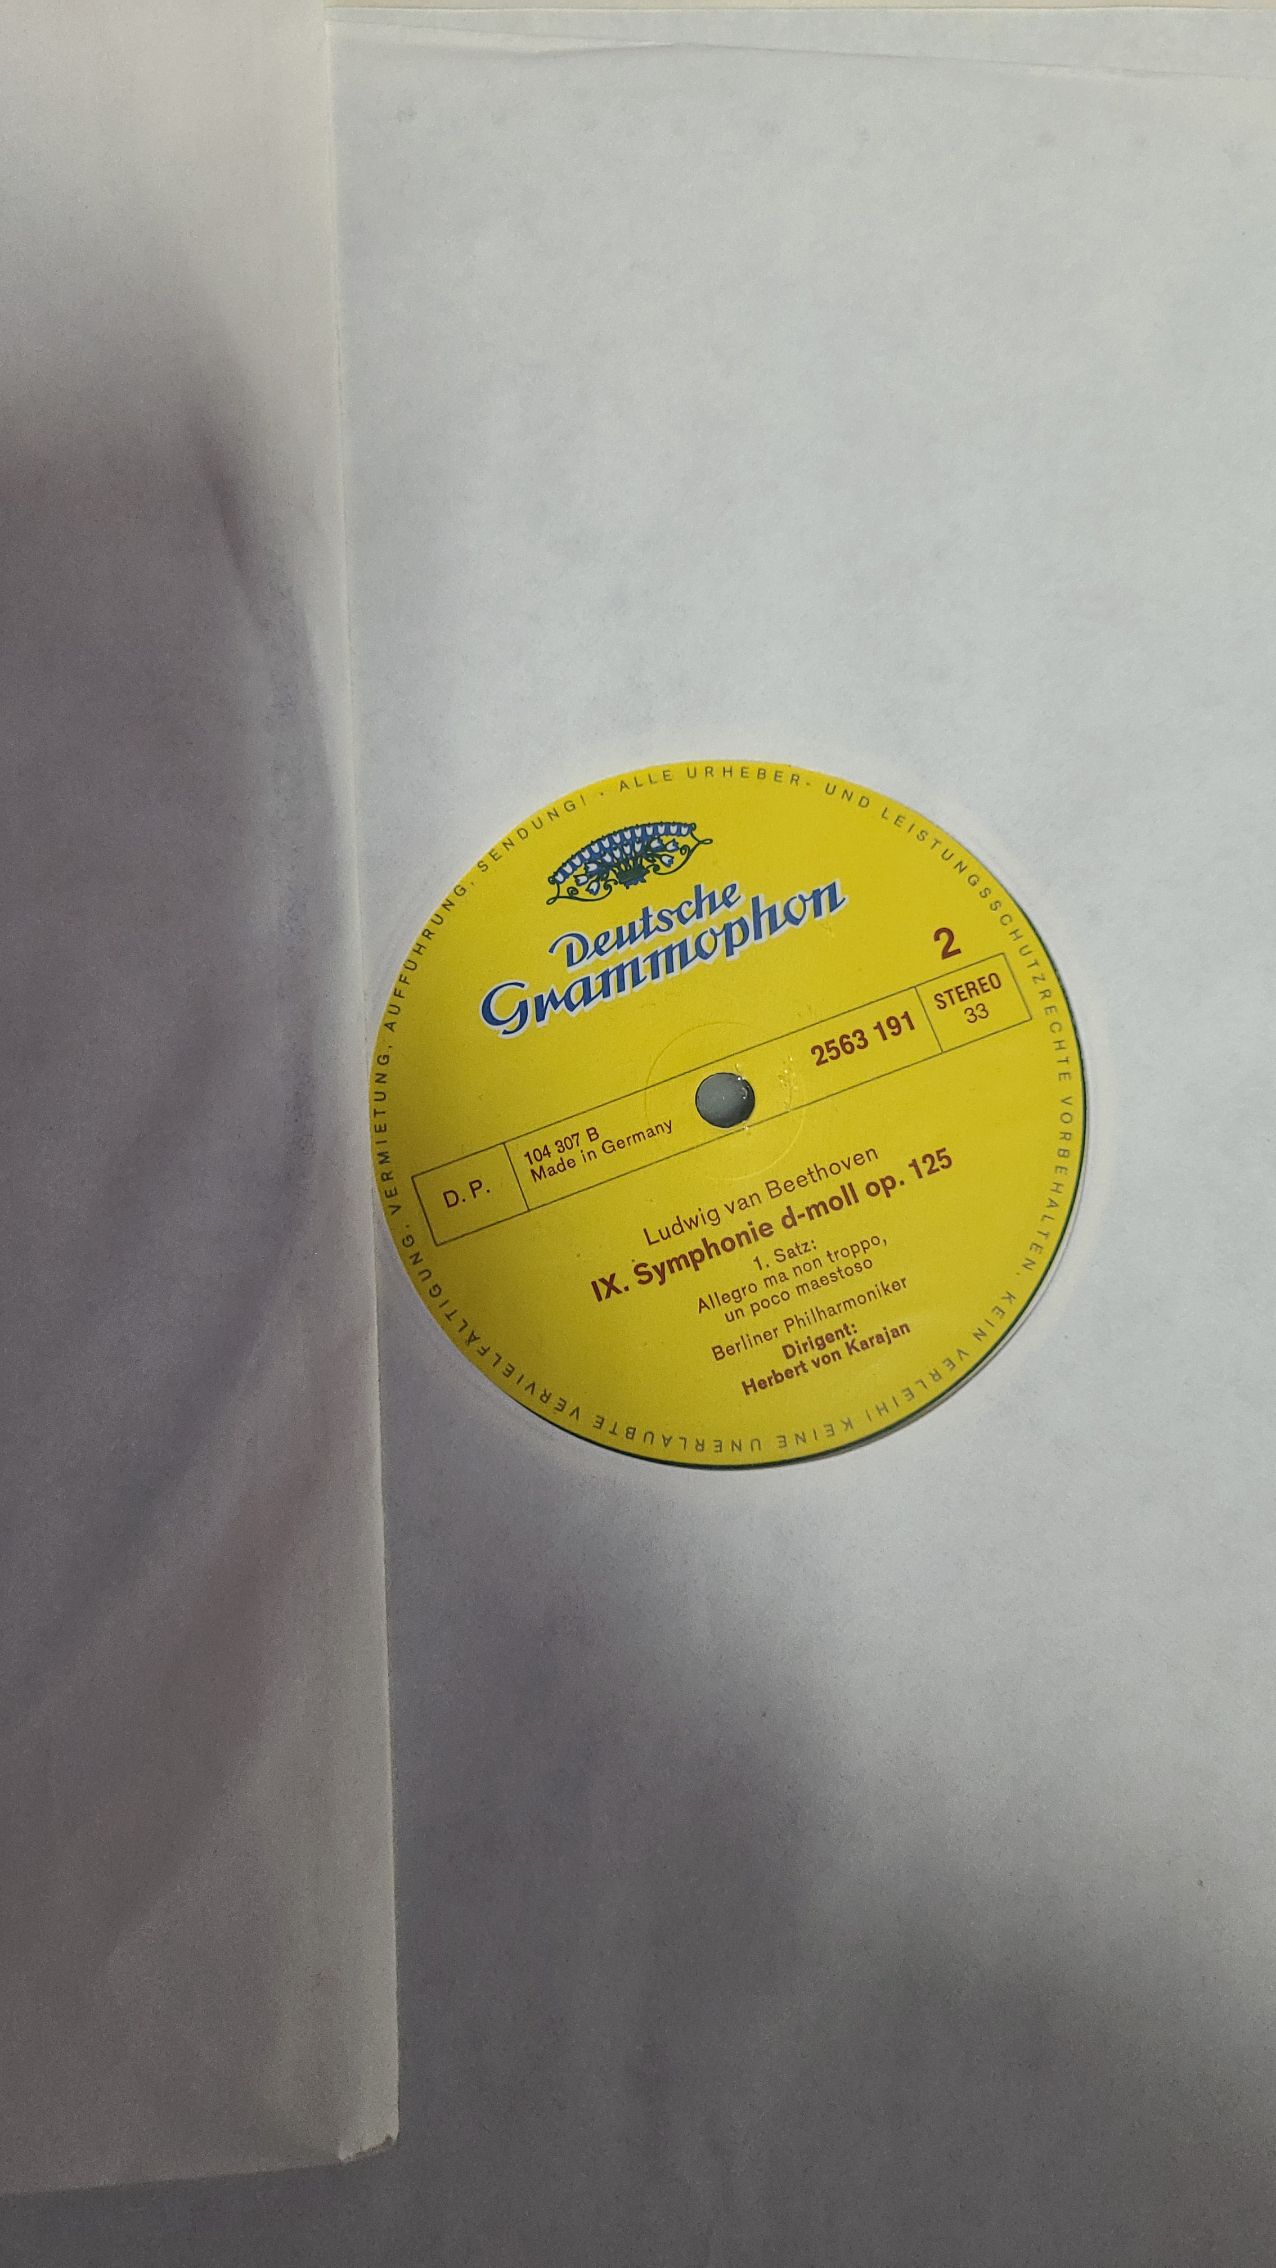 Deutsche
Grammophon
2
STEREO
33
2563 191
104 307 B
Made in Germany
D. P.
Ludwig van Beethoven
IX. Symphonie d-moll op. 125
1. Satz:
Allegro ma non troppo,
un poco maestoso
Berliner Philharmoniker
Dirigent:
Herbert von Karajan
ALLE URHEBER- UND LEISTUNGSSCHUTZRECHTE VORBEHALTEN. KEIN VERLEIH! KEINE UNERLAUBTE VERVIELFÄLTIGUNG, VERMIETUNG, AUFFÜHRUNG, SENDUNG! ·